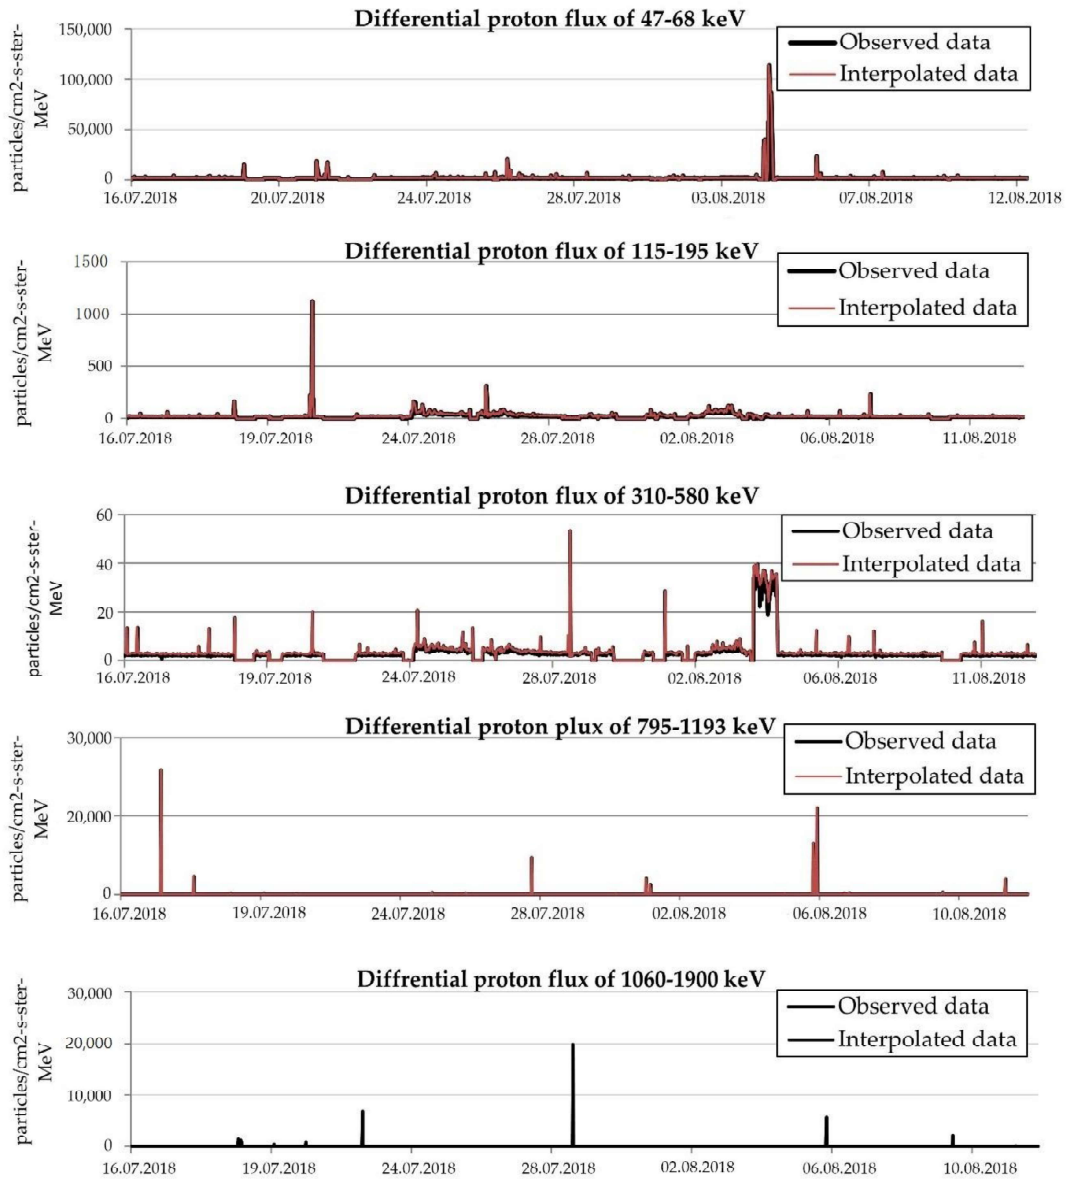 Differential proton flux of 47-68 keV
particles/cm2-s-ster-
MeV
150,000
100,000
50,000
0
Observed data
Interpolated data
16.07.2018 20.07.2018 24.07.2018 28.07.2018 03.08.2018 07.08.2018 12.08.2018
Differential proton flux of 115-195 keV
particles/cm2-s-ster-
MeV
1500
1000
500
0
Observed data
Interpolated data
16.07.2018 19.07.2018 24.07.2018 28.07.2018 02.08.2018 06.08.2018 11.08.2018
Differential proton flux of 310-580 keV
particles/cm2-s-ster-
MeV
60
40
20
0
Observed data
Interpolated data
16.07.2018 19.07.2018 24.07.2018 28.07.2018 02.08.2018 06.08.2018 11.08.2018
Differential proton plux of 795-1193 keV
particles/cm2-s-ster-
MeV
30,000
20,000
0
Observed data
Interpolated data
16.07.2018 19.07.2018 24.07.2018 28.07.2018 02.08.2018 06.08.2018 10.08.2018
Diffrential proton flux of 1060-1900 keV
particles/cm2-s-ster-
MeV
30,000
20,000
10,000
0
Observed data
Interpolated data
16.07.2018 19.07.2018 24.07.2018 28.07.2018 02.08.2018 06.08.2018 10.08.2018